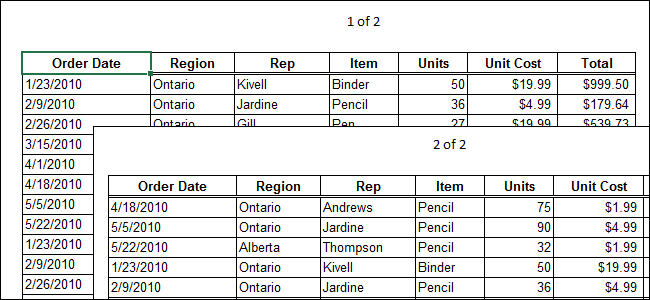 1 of 2
Order Date Region Rep Item Units Unit Cost Total
1/23/2010 Ontario Kivell Binder 50 $19.99 $999.50
2/9/2010 Ontario Jardine Pencil 36 $4.99 $179.64
2/26/2010 Ontario Gill Pen 27 $19.99 $539.73
3/15/2010
4/1/2010
4/18/2010
5/5/2010
5/22/2010
1/23/2010
2/9/2010
2/26/2010
2 of 2
Order Date Region Rep Item Units Unit Cost
4/18/2010 Ontario Andrews Pencil 75 $1.99
5/5/2010 Ontario Jardine Pencil 90 $4.99
5/22/2010 Alberta Thompson Pencil 32 $1.99
1/23/2010 Ontario Kivell Binder 50 $19.99
2/9/2010 Ontario Jardine Pencil 36 $4.99